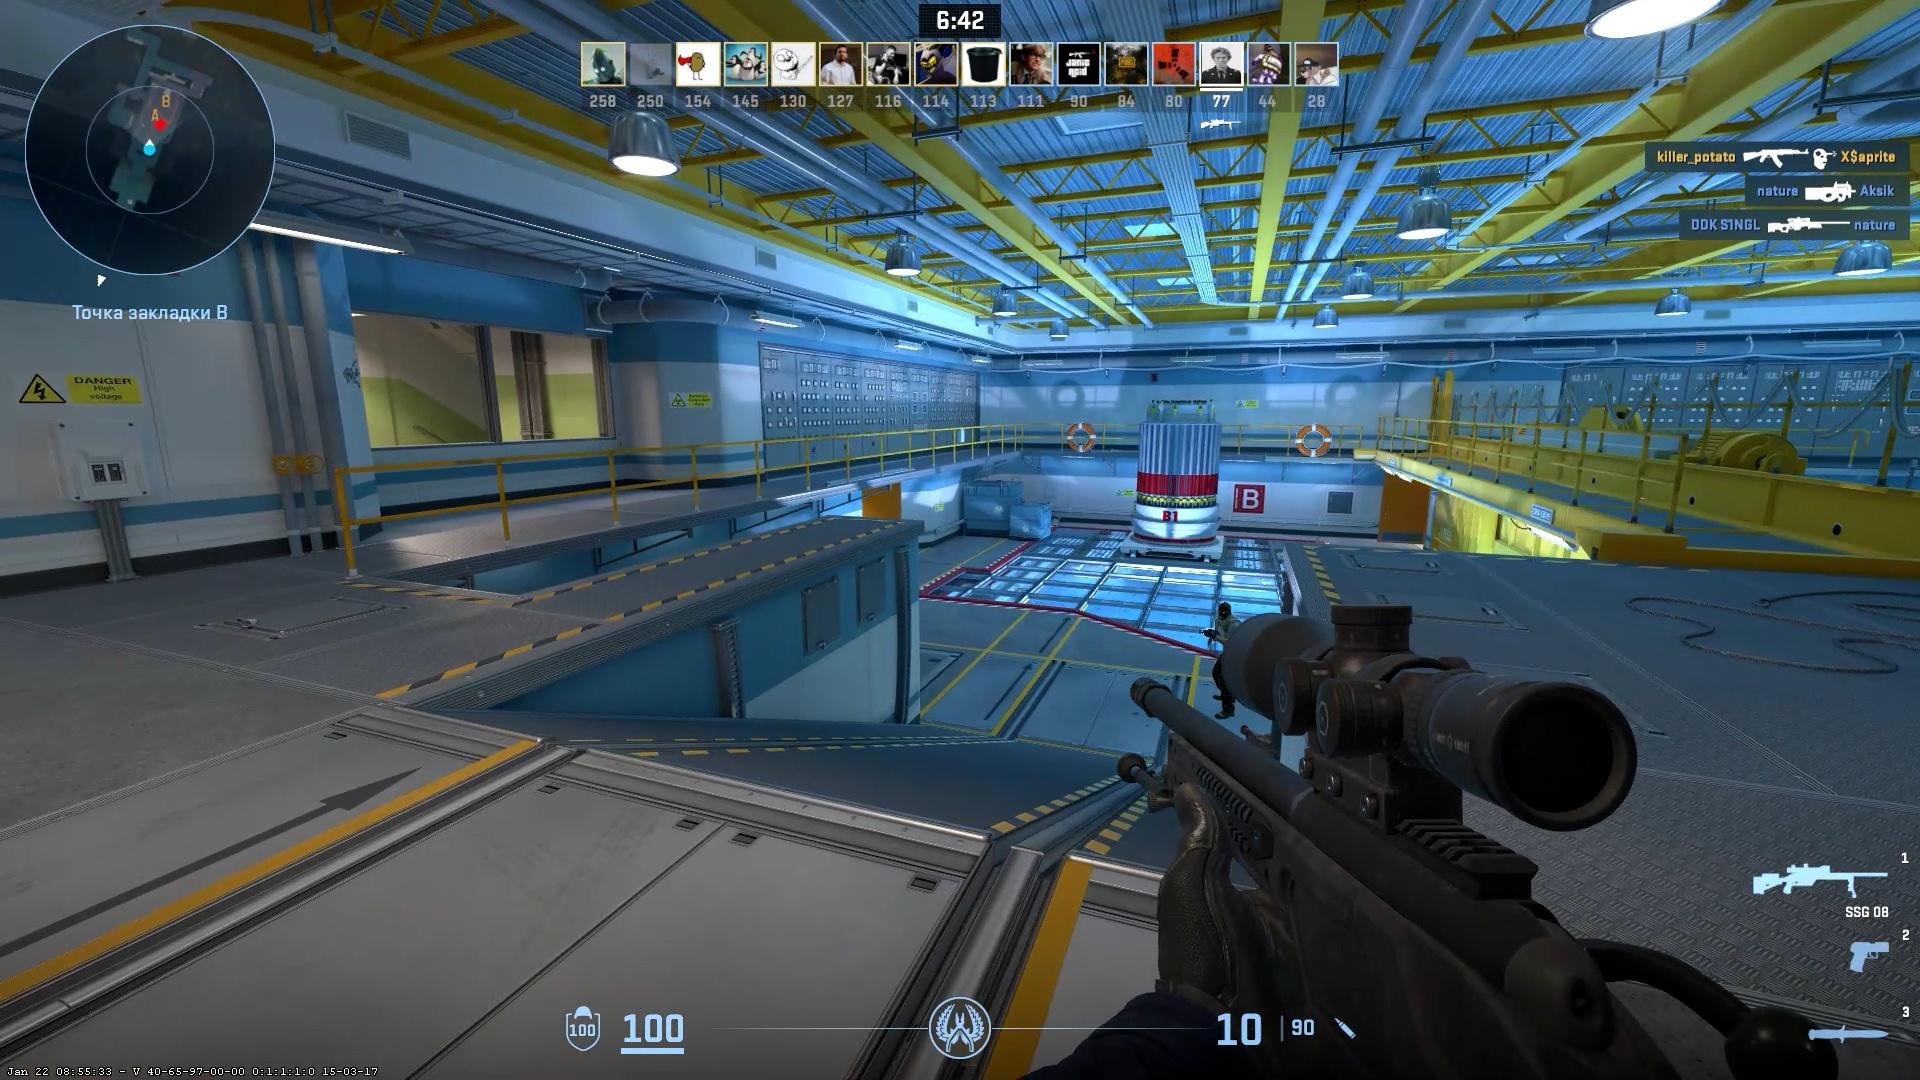 6:42
JANIC
ACID
PUBG
258 250 154 145 130 127 116 114 113 111 90 84 80 77 44 28
B
A
killer_potato X$aprite
nature Aksik
DDK S1NGL nature
Точка закладки B
DANGER
High
voltage
B
B1
1
SSG 08
2
3
100 100
10 | 90
Jan 22 08:55:33 - V 40-65-97-00-00 0:1:1:1:0 15-03-17